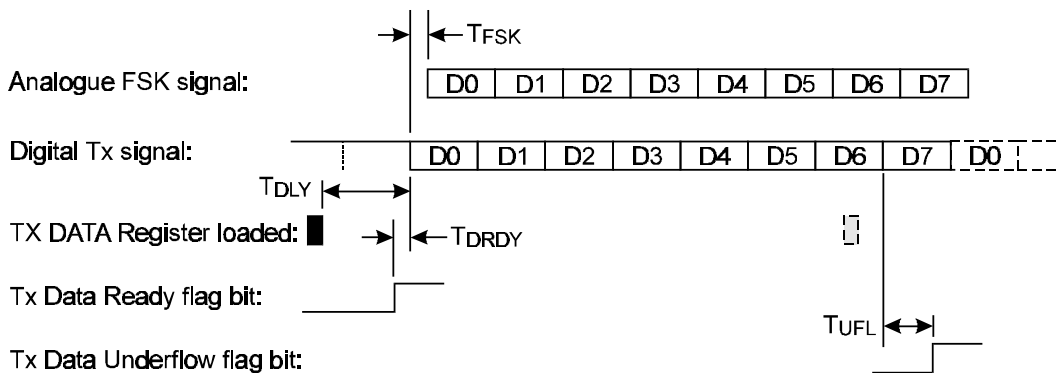 TFSK
Analogue FSK signal: D0 D1 D2 D3 D4 D5 D6 D7
Digital Tx signal: D0 D1 D2 D3 D4 D5 D6 D7 D0
TDLY
TX DATA Register loaded: TDRDY
Tx Data Ready flag bit:
TUFL
Tx Data Underflow flag bit: